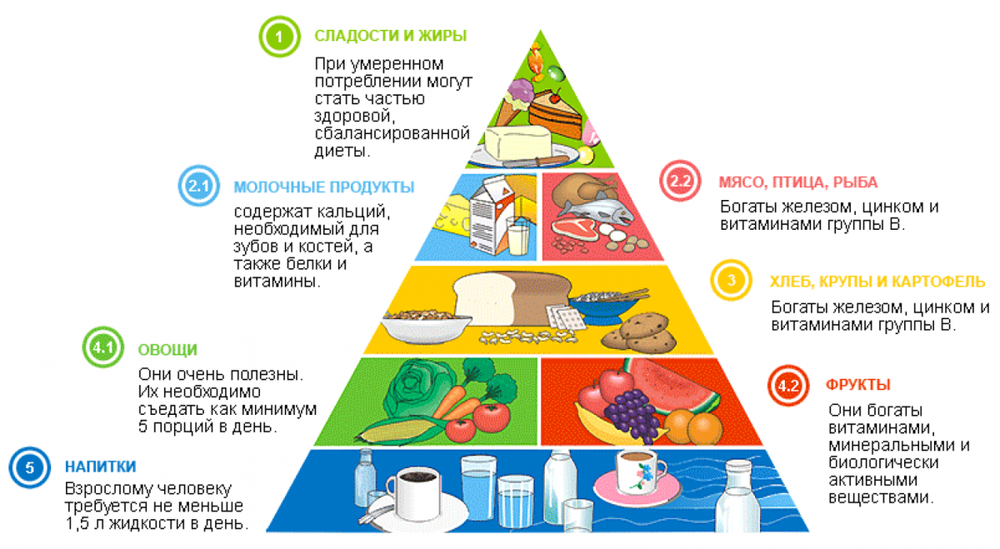 1
СЛАДОСТИ И ЖИРЫ
При умеренном
потреблении могут
стать частью
здоровой,
сбалансированной
диеты.
2.1
МОЛОЧНЫЕ ПРОДУКТЫ
содержат кальций,
необходимый для
зубов и костей, а
также белки и
витамины.
2.2
МЯСО, ПТИЦА, РЫБА
Богаты железом, цинком и
витаминами группы В.
3
ХЛЕБ, КРУПЫ И КАРТОФЕЛЬ
Богаты железом, цинком и
витаминами группы В.
4.1
ОВОЩИ
Они очень полезны.
Их необходимо
съедать как минимум
5 порций в день.
4.2
ФРУКТЫ
Они богаты
витаминами,
минеральными и
биологически
активными
веществами.
5
НАПИТКИ
Взрослому человеку
требуется не меньше
1,5 л жидкости в день.